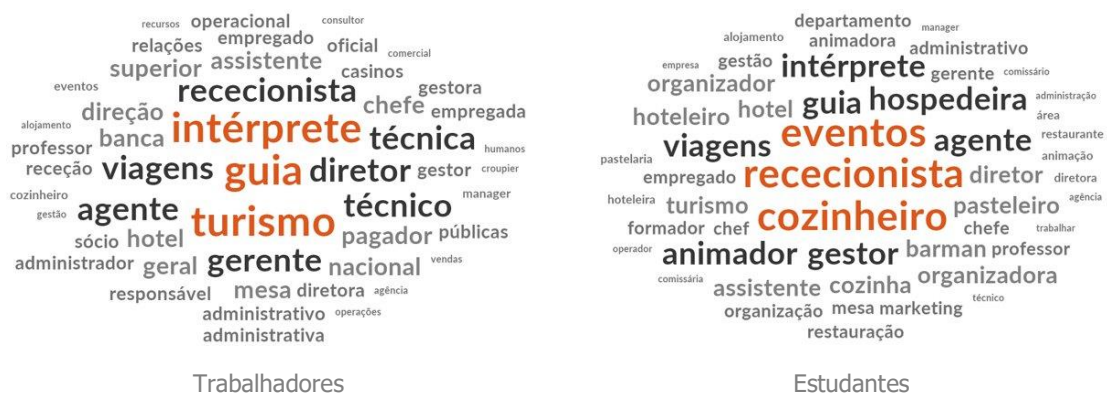 recursos operacional consultor
relações empregado oficial
superior assistente comercial
eventos casinos
rececionista chefe gestora
direção empregada
alojamento banca intérprete técnica
professor humanos
receção viagens guia diretor gestor croupier
cozinheiro manager
gestão agente turismo técnico
sócio hotel pagador públicas
administrador geral gerente nacional vendas
responsável mesa diretora agência
administrativo operações
administrativa
Trabalhadores
departamento manager
alojamento animadora administrativo
empresa gestão intérprete gerente comissário
organizador hospedeira administração
hoteleiro hotel guia área
viagens eventos agente restaurante
pastelaria animação
empregado rececionista diretor diretora
hoteleira turismo cozinheiro pasteleiro agência
formador chef chefe trabalhar
operador animador gestor barman professor
comissária assistente cozinha organizadora
organização mesa marketing técnico
restauração
Estudantes